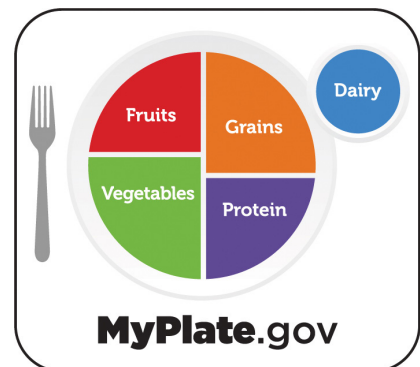 Dairy
Fruits
Grains
Vegetables
Protein
MyPlate.gov